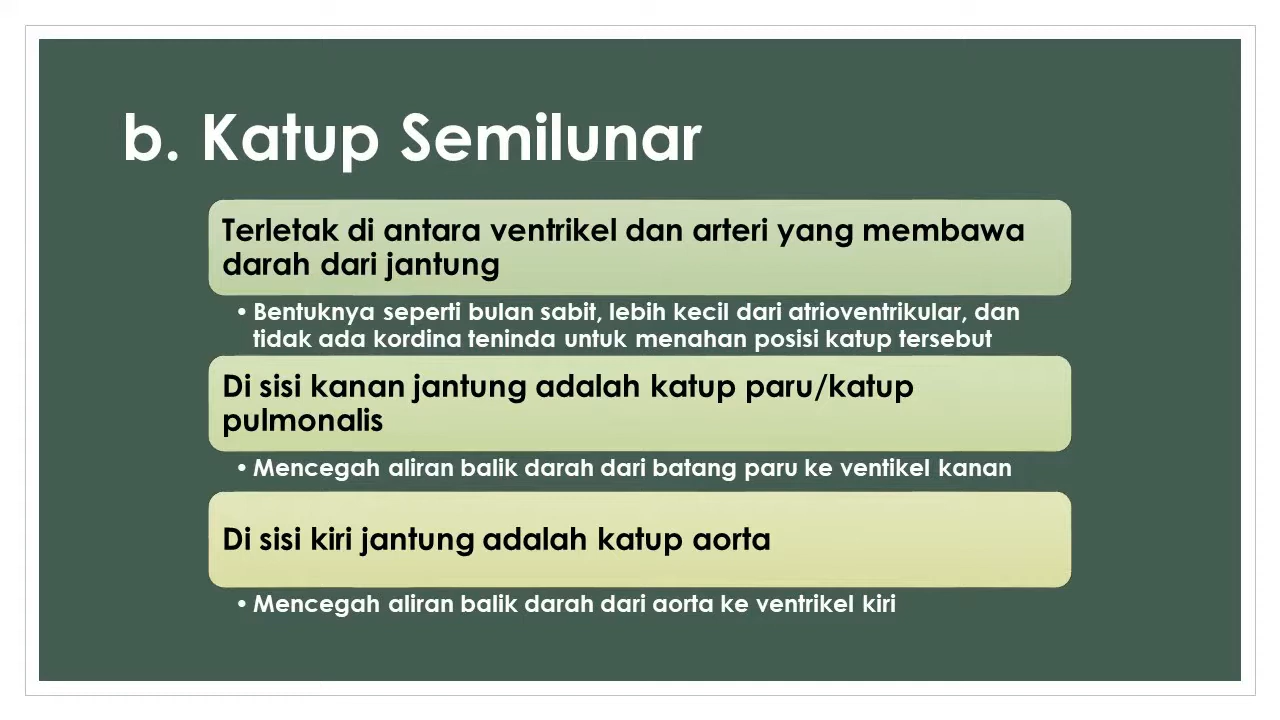 b. Katup Semilunar
Terletak di antara ventrikel dan arteri yang membawa
darah dari jantung
• Bentuknya seperti bulan sabit, lebih kecil dari atrioventrikular, dan
tidak ada kordina teninda untuk menahan posisi katup tersebut
Di sisi kanan jantung adalah katup paru/katup
pulmonalis
• Mencegah aliran balik darah dari batang paru ke ventikel kanan
Di sisi kiri jantung adalah katup aorta
• Mencegah aliran balik darah dari aorta ke ventrikel kiri